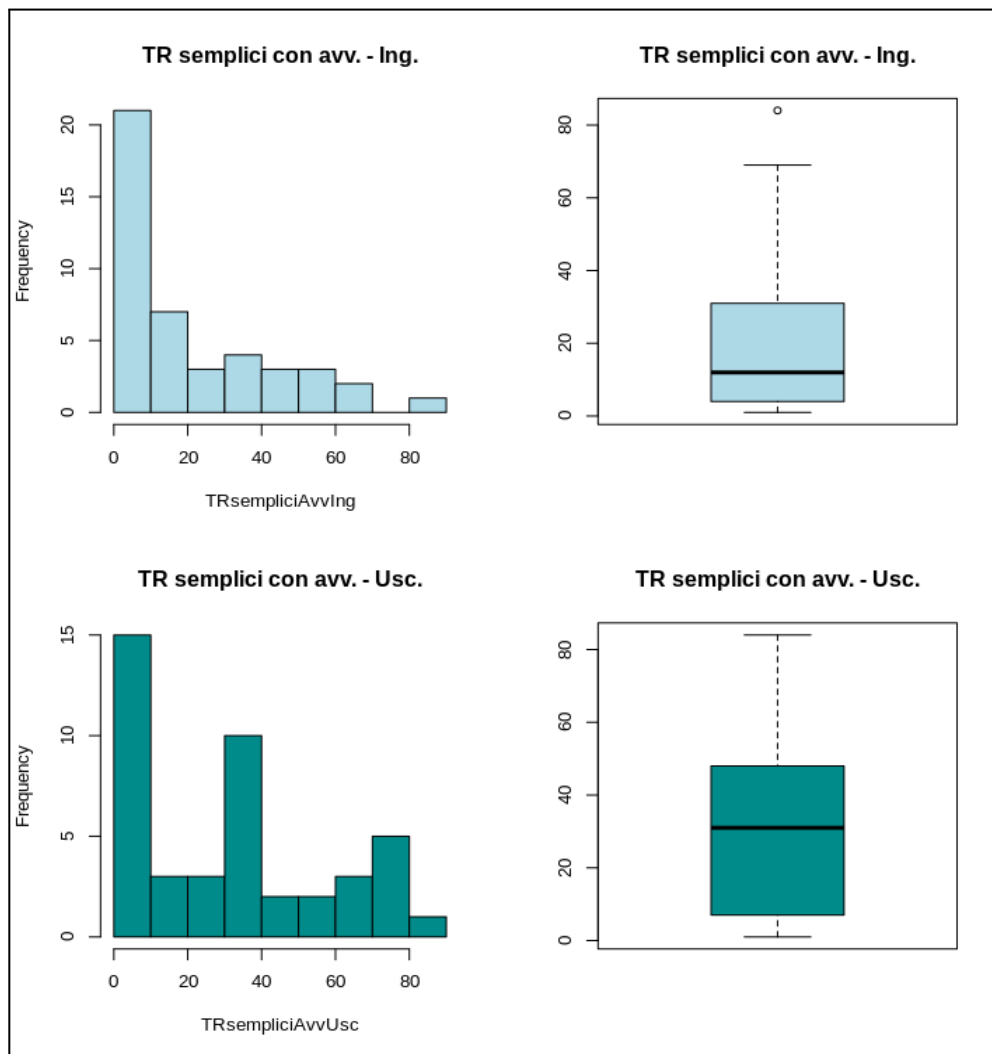 TR semplici con avv. - Ing.
Frequency
20
15
10
5
0
0 20 40 60 80
TRsempliciAvvIng
TR semplici con avv. - Ing.
80
60
40
20
0
TR semplici con avv. - Usc.
Frequency
15
10
5
0
0 20 40 60 80
TRsempliciAvvUsc
TR semplici con avv. - Usc.
80
60
40
20
0